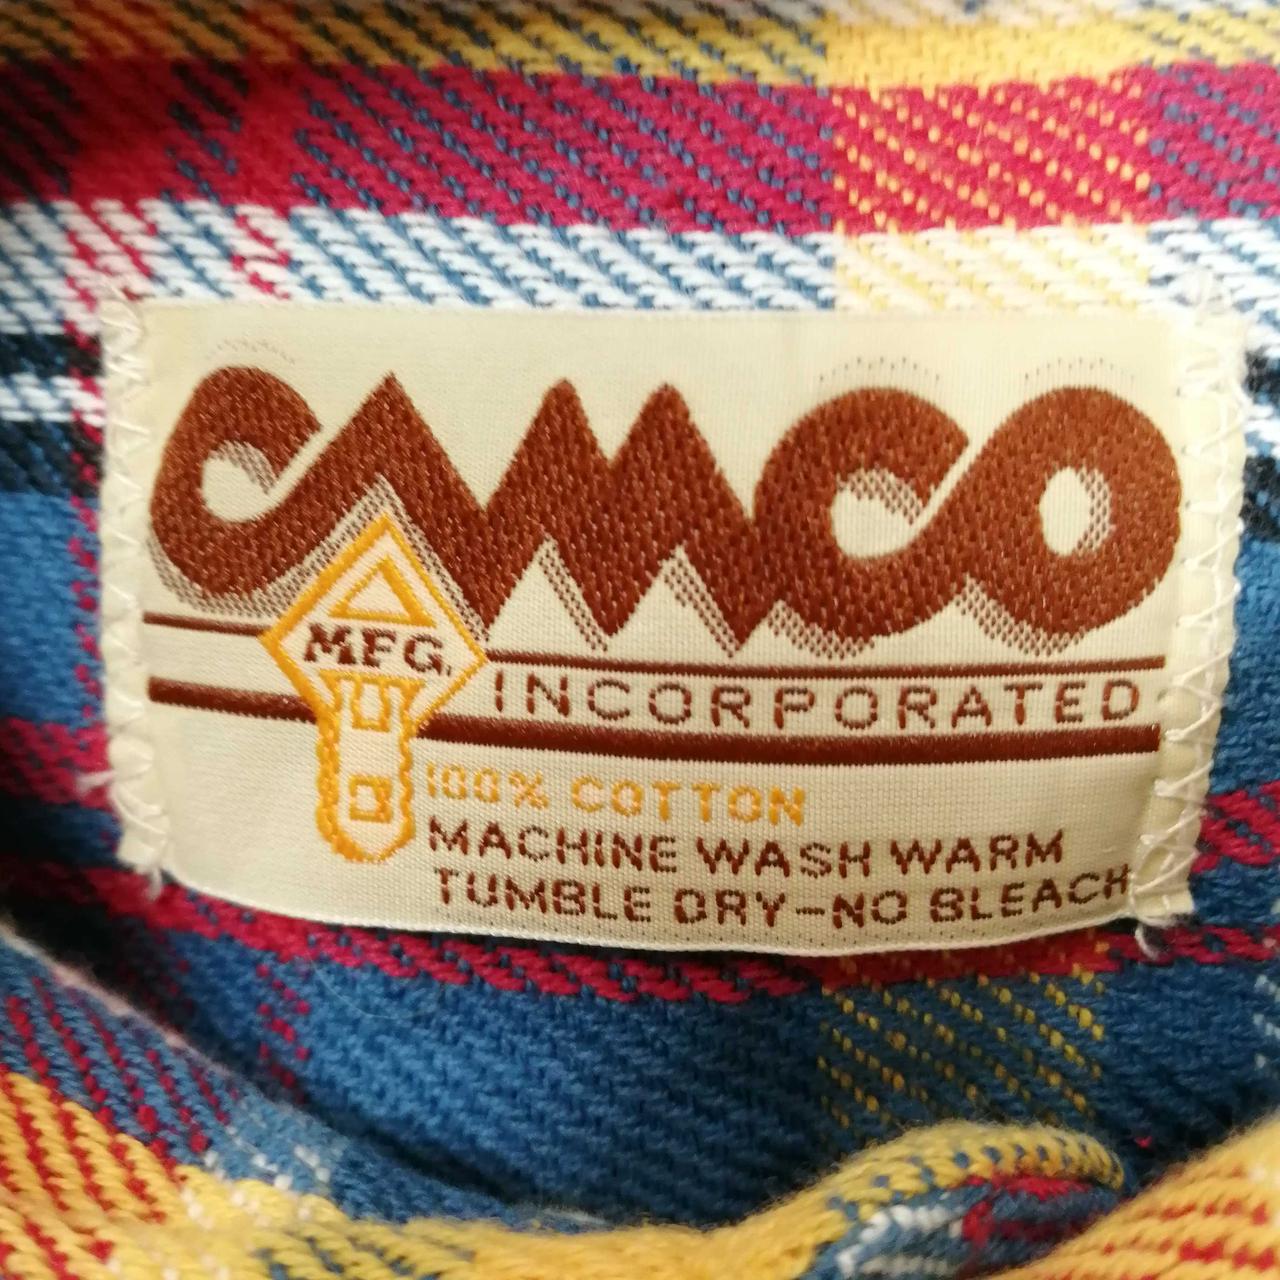 CAMCO
MFG.
INCORPORATED
100% COTTON
MACHINE WASH WARM
TUMBLE DRY-NO BLEACH